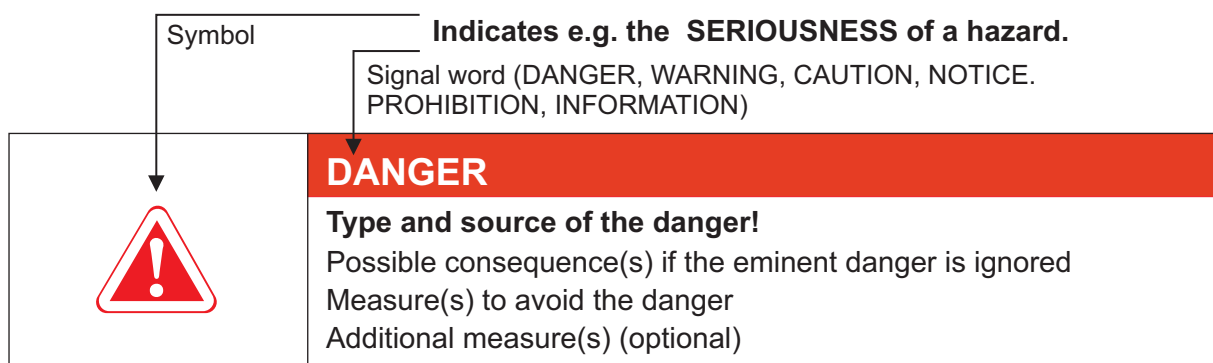 Symbol
Indicates e.g. the SERIOUSNESS of a hazard.
Signal word (DANGER, WARNING, CAUTION, NOTICE.
PROHIBITION, INFORMATION)
DANGER
Type and source of the danger!
Possible consequence(s) if the eminent danger is ignored
Measure(s) to avoid the danger
Additional measure(s) (optional)